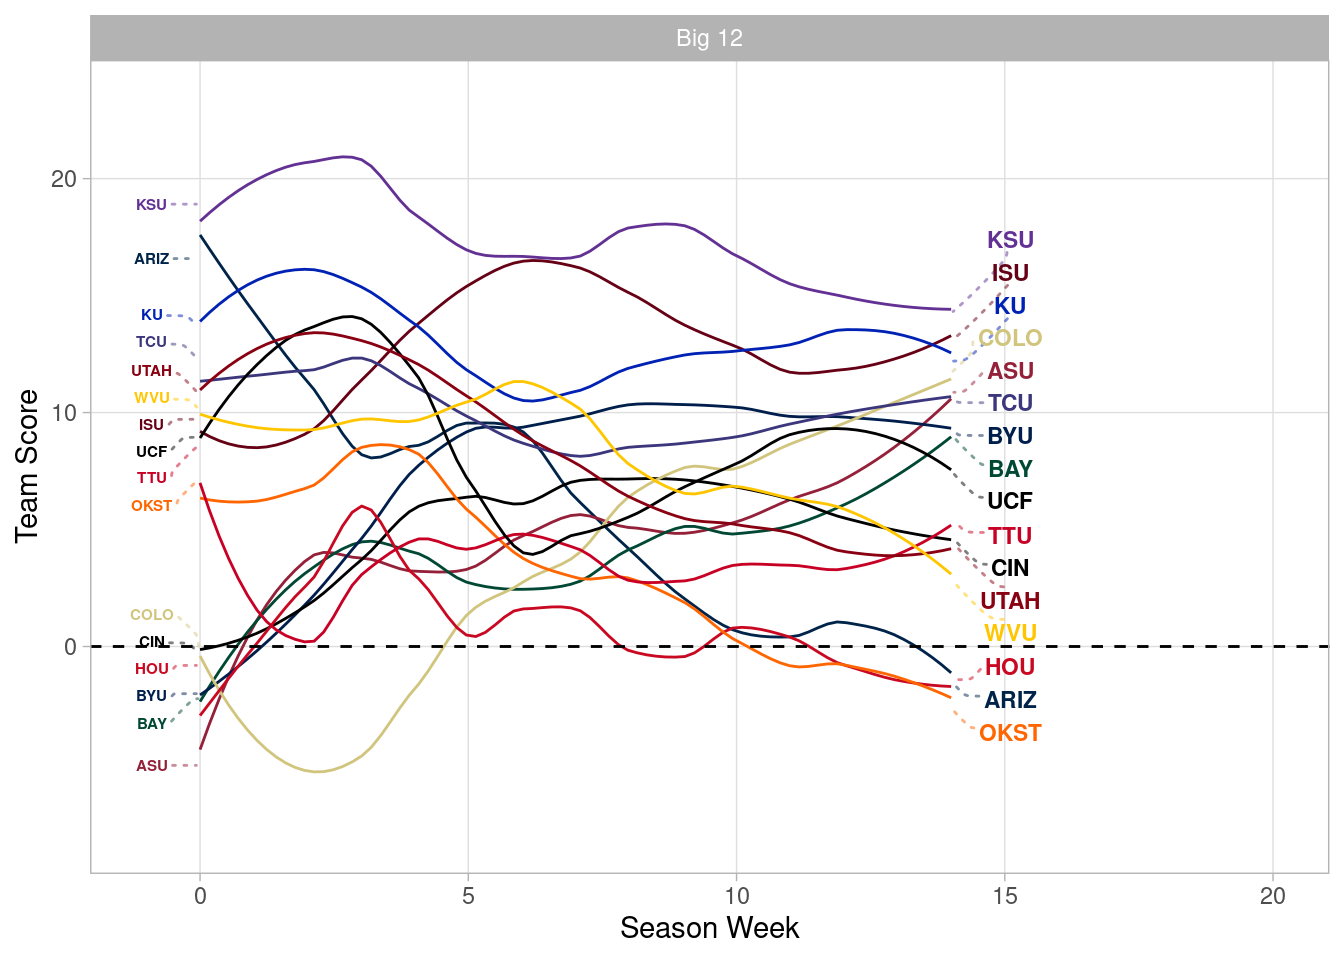 Big 12
Team Score
20
10
0
KSU
ARIZ
KU
TCU
UTAH
WVU
ISU
UCF
TTU
OKST
COLO
CIN
HOU
BYU
BAY
ASU
KSU
ISU
KU
COLO
ASU
TCU
BYU
BAY
UCF
TTU
CIN
UTAH
WVU
HOU
ARIZ
OKST
0
5
10
15
20
Season Week